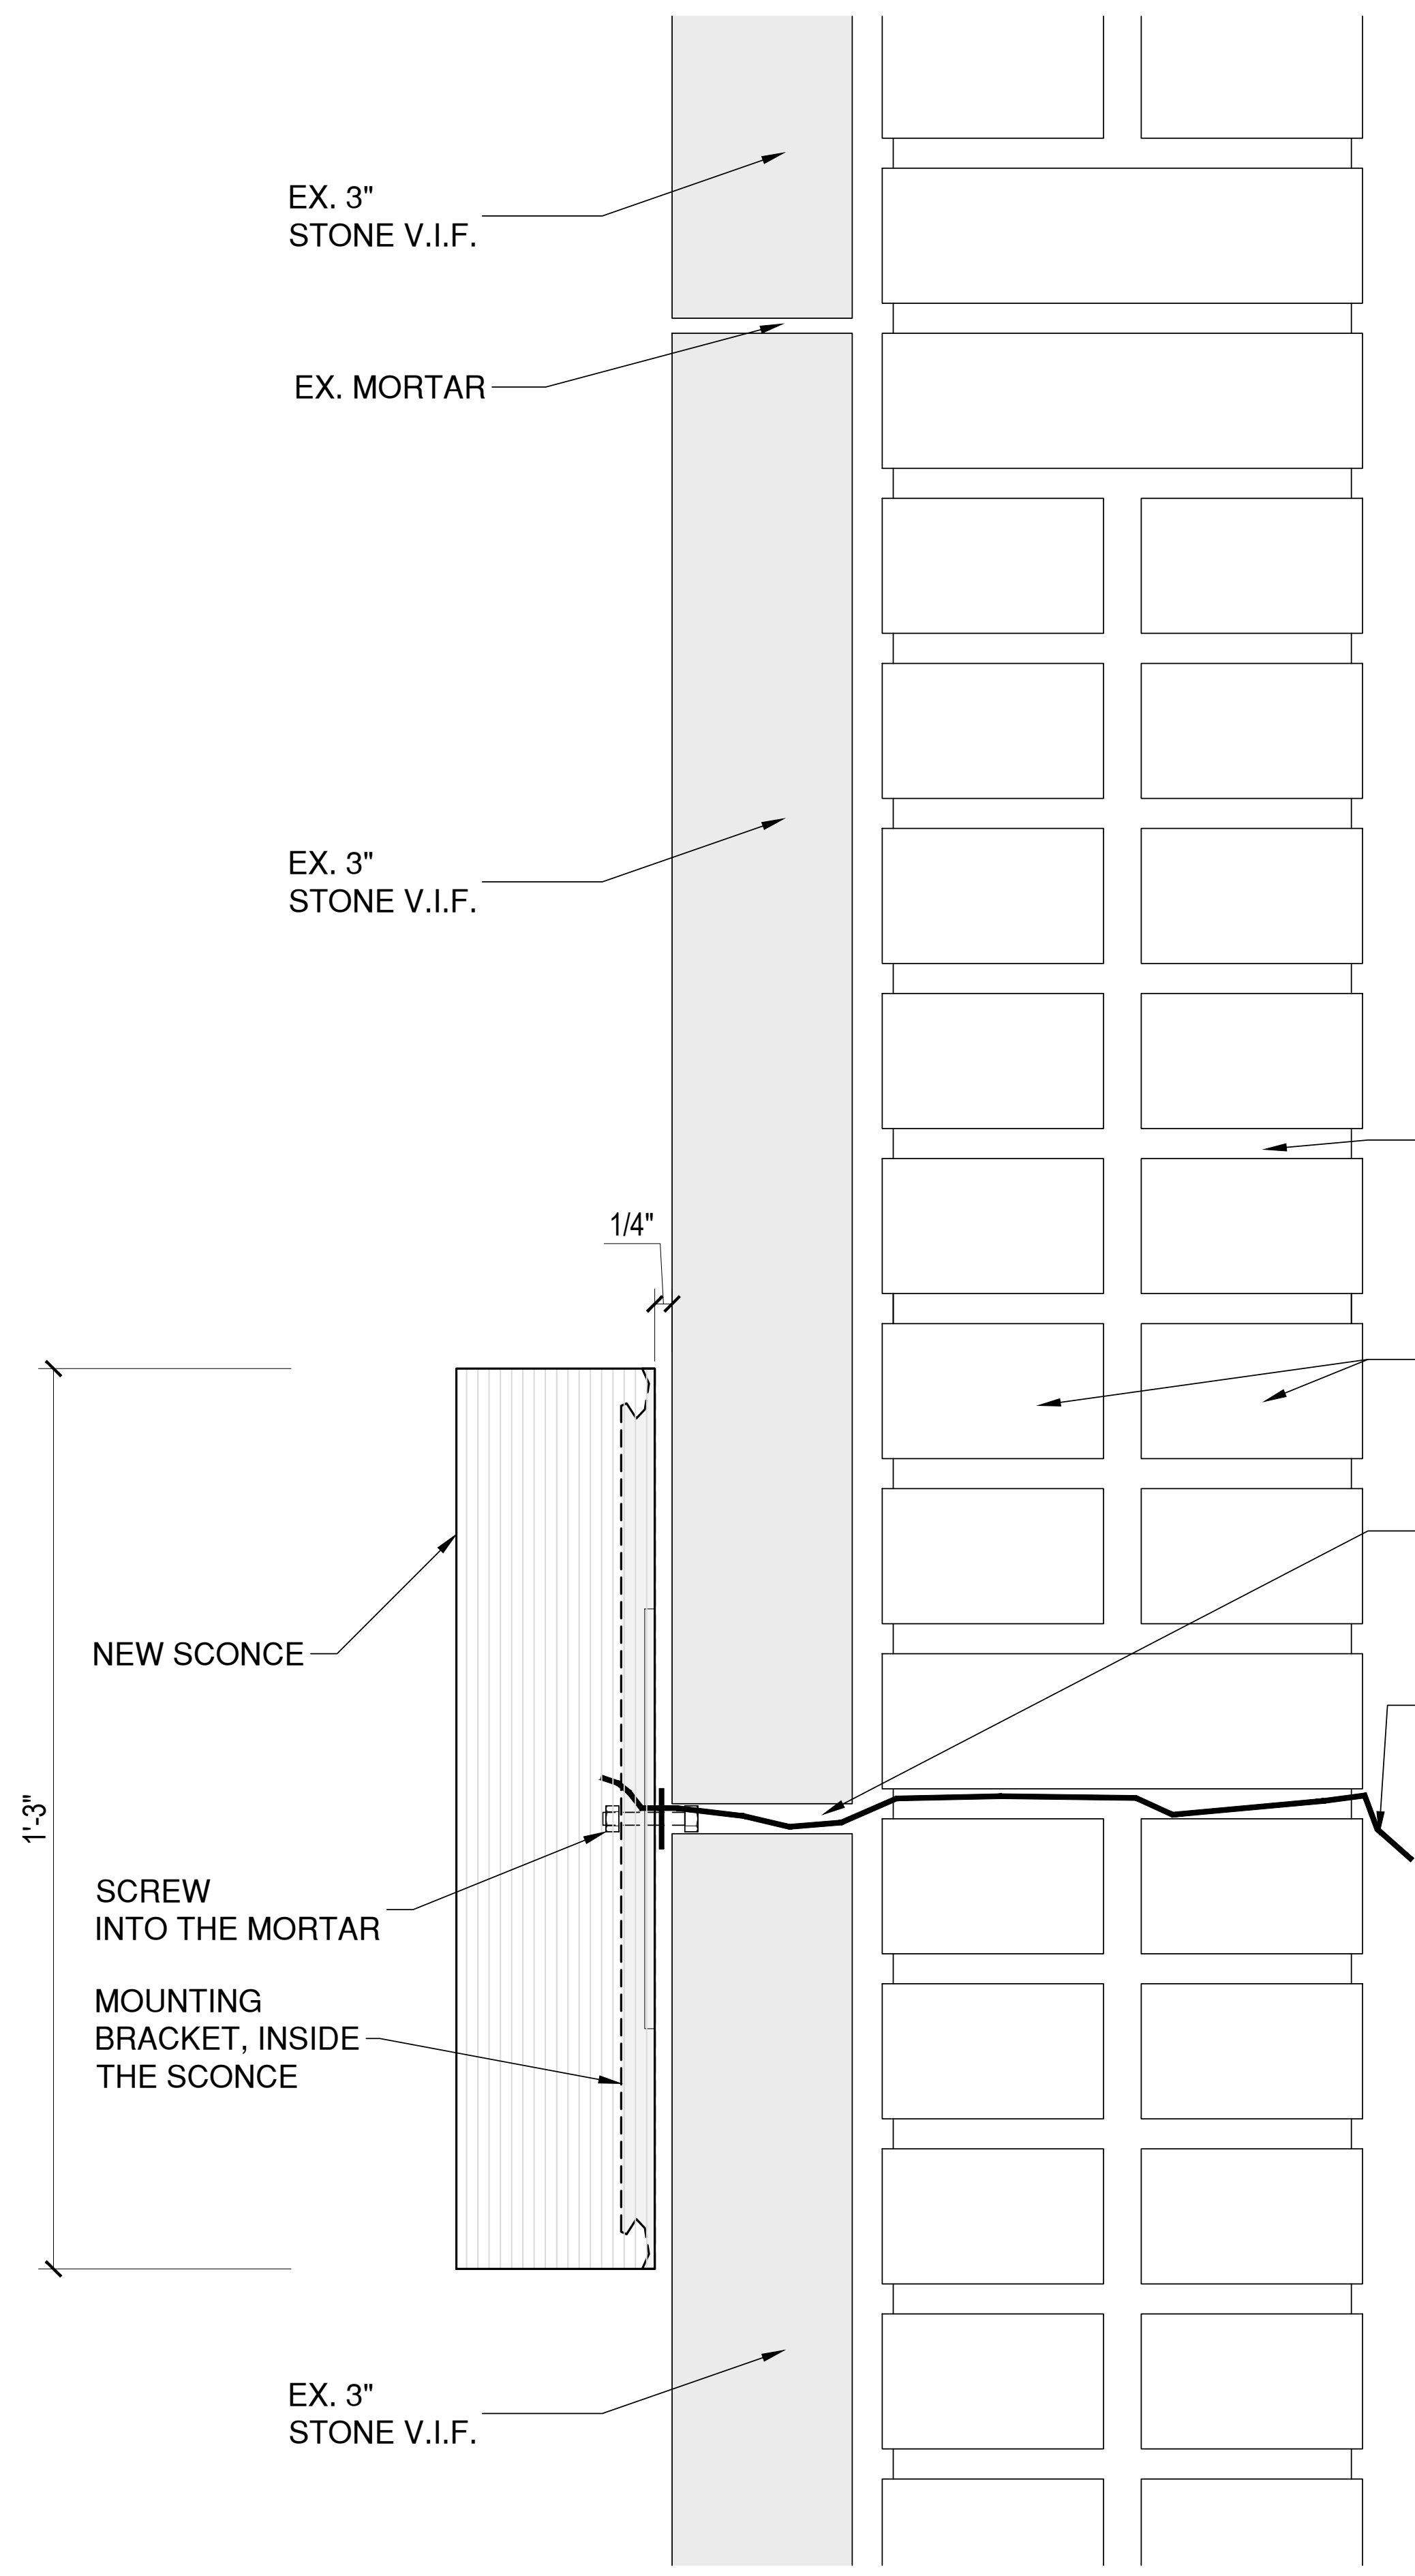 EX. 3"
STONE V.I.F.
EX. MORTAR
EX. 3"
STONE V.I.F.
1/4"
NEW SCONCE
1'-3"
SCREW
INTO THE MORTAR
MOUNTING
BRACKET, INSIDE
THE SCONCE
EX. 3"
STONE V.I.F.